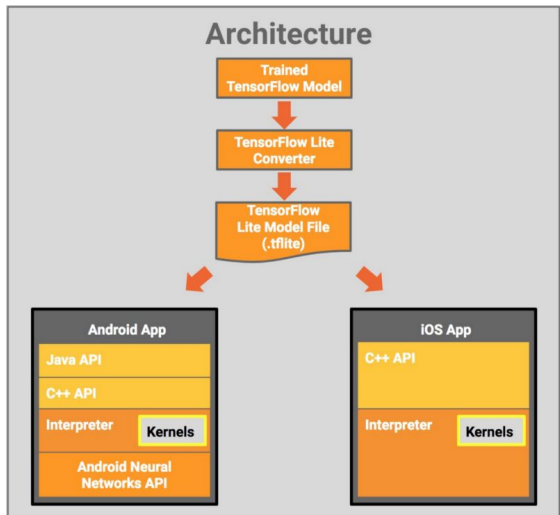 Architecture
Trained
TensorFlow Model
TensorFlow Lite
Converter
TensorFlow
Lite Model File
(.tflite)
Android App
Java API
C++ API
Interpreter
Kernels
Android Neural
Networks API
iOS App
C++ API
Interpreter
Kernels